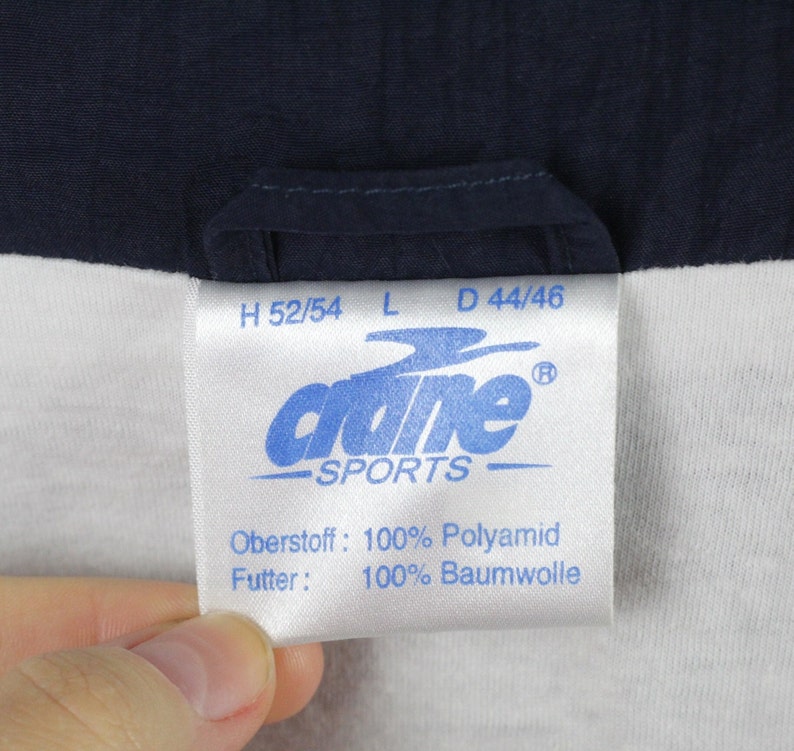 H 52/54 L D 44/46
crane ®
SPORTS
Oberstoff : 100% Polyamid
Futter : 100% Baumwolle